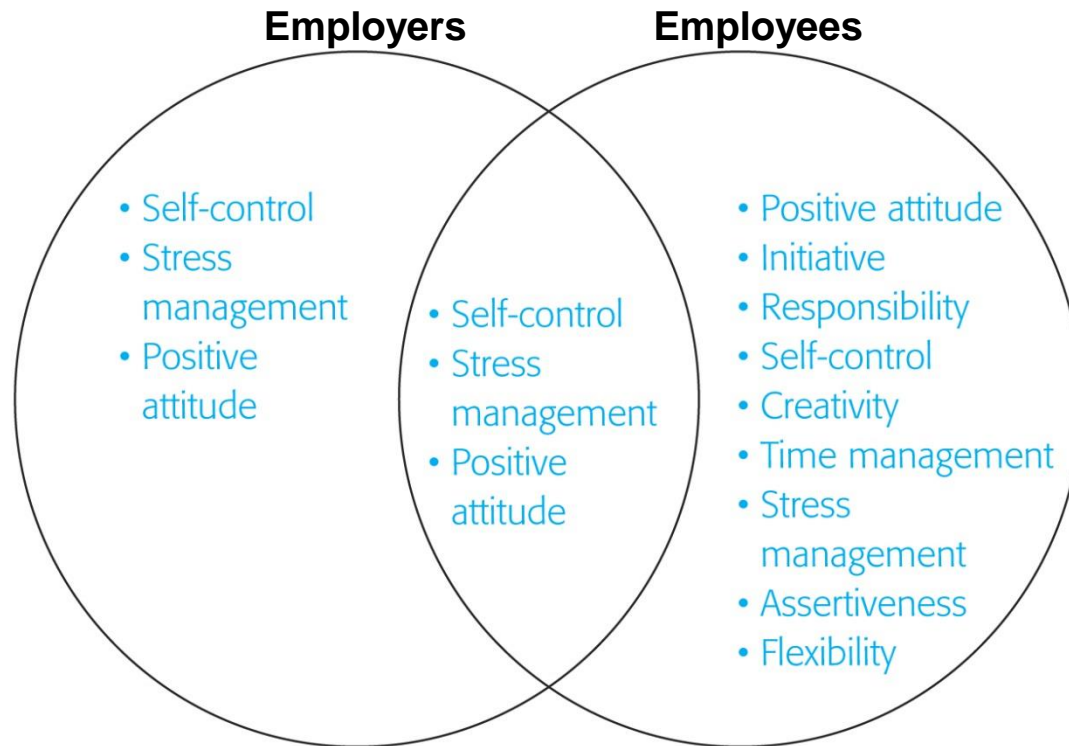 Employers
Employees
• Self-control
• Stress
management
• Positive
attitude
• Self-control
• Stress
management
• Positive
attitude
• Positive attitude
• Initiative
• Responsibility
• Self-control
• Creativity
• Time management
• Stress
management
• Assertiveness
• Flexibility